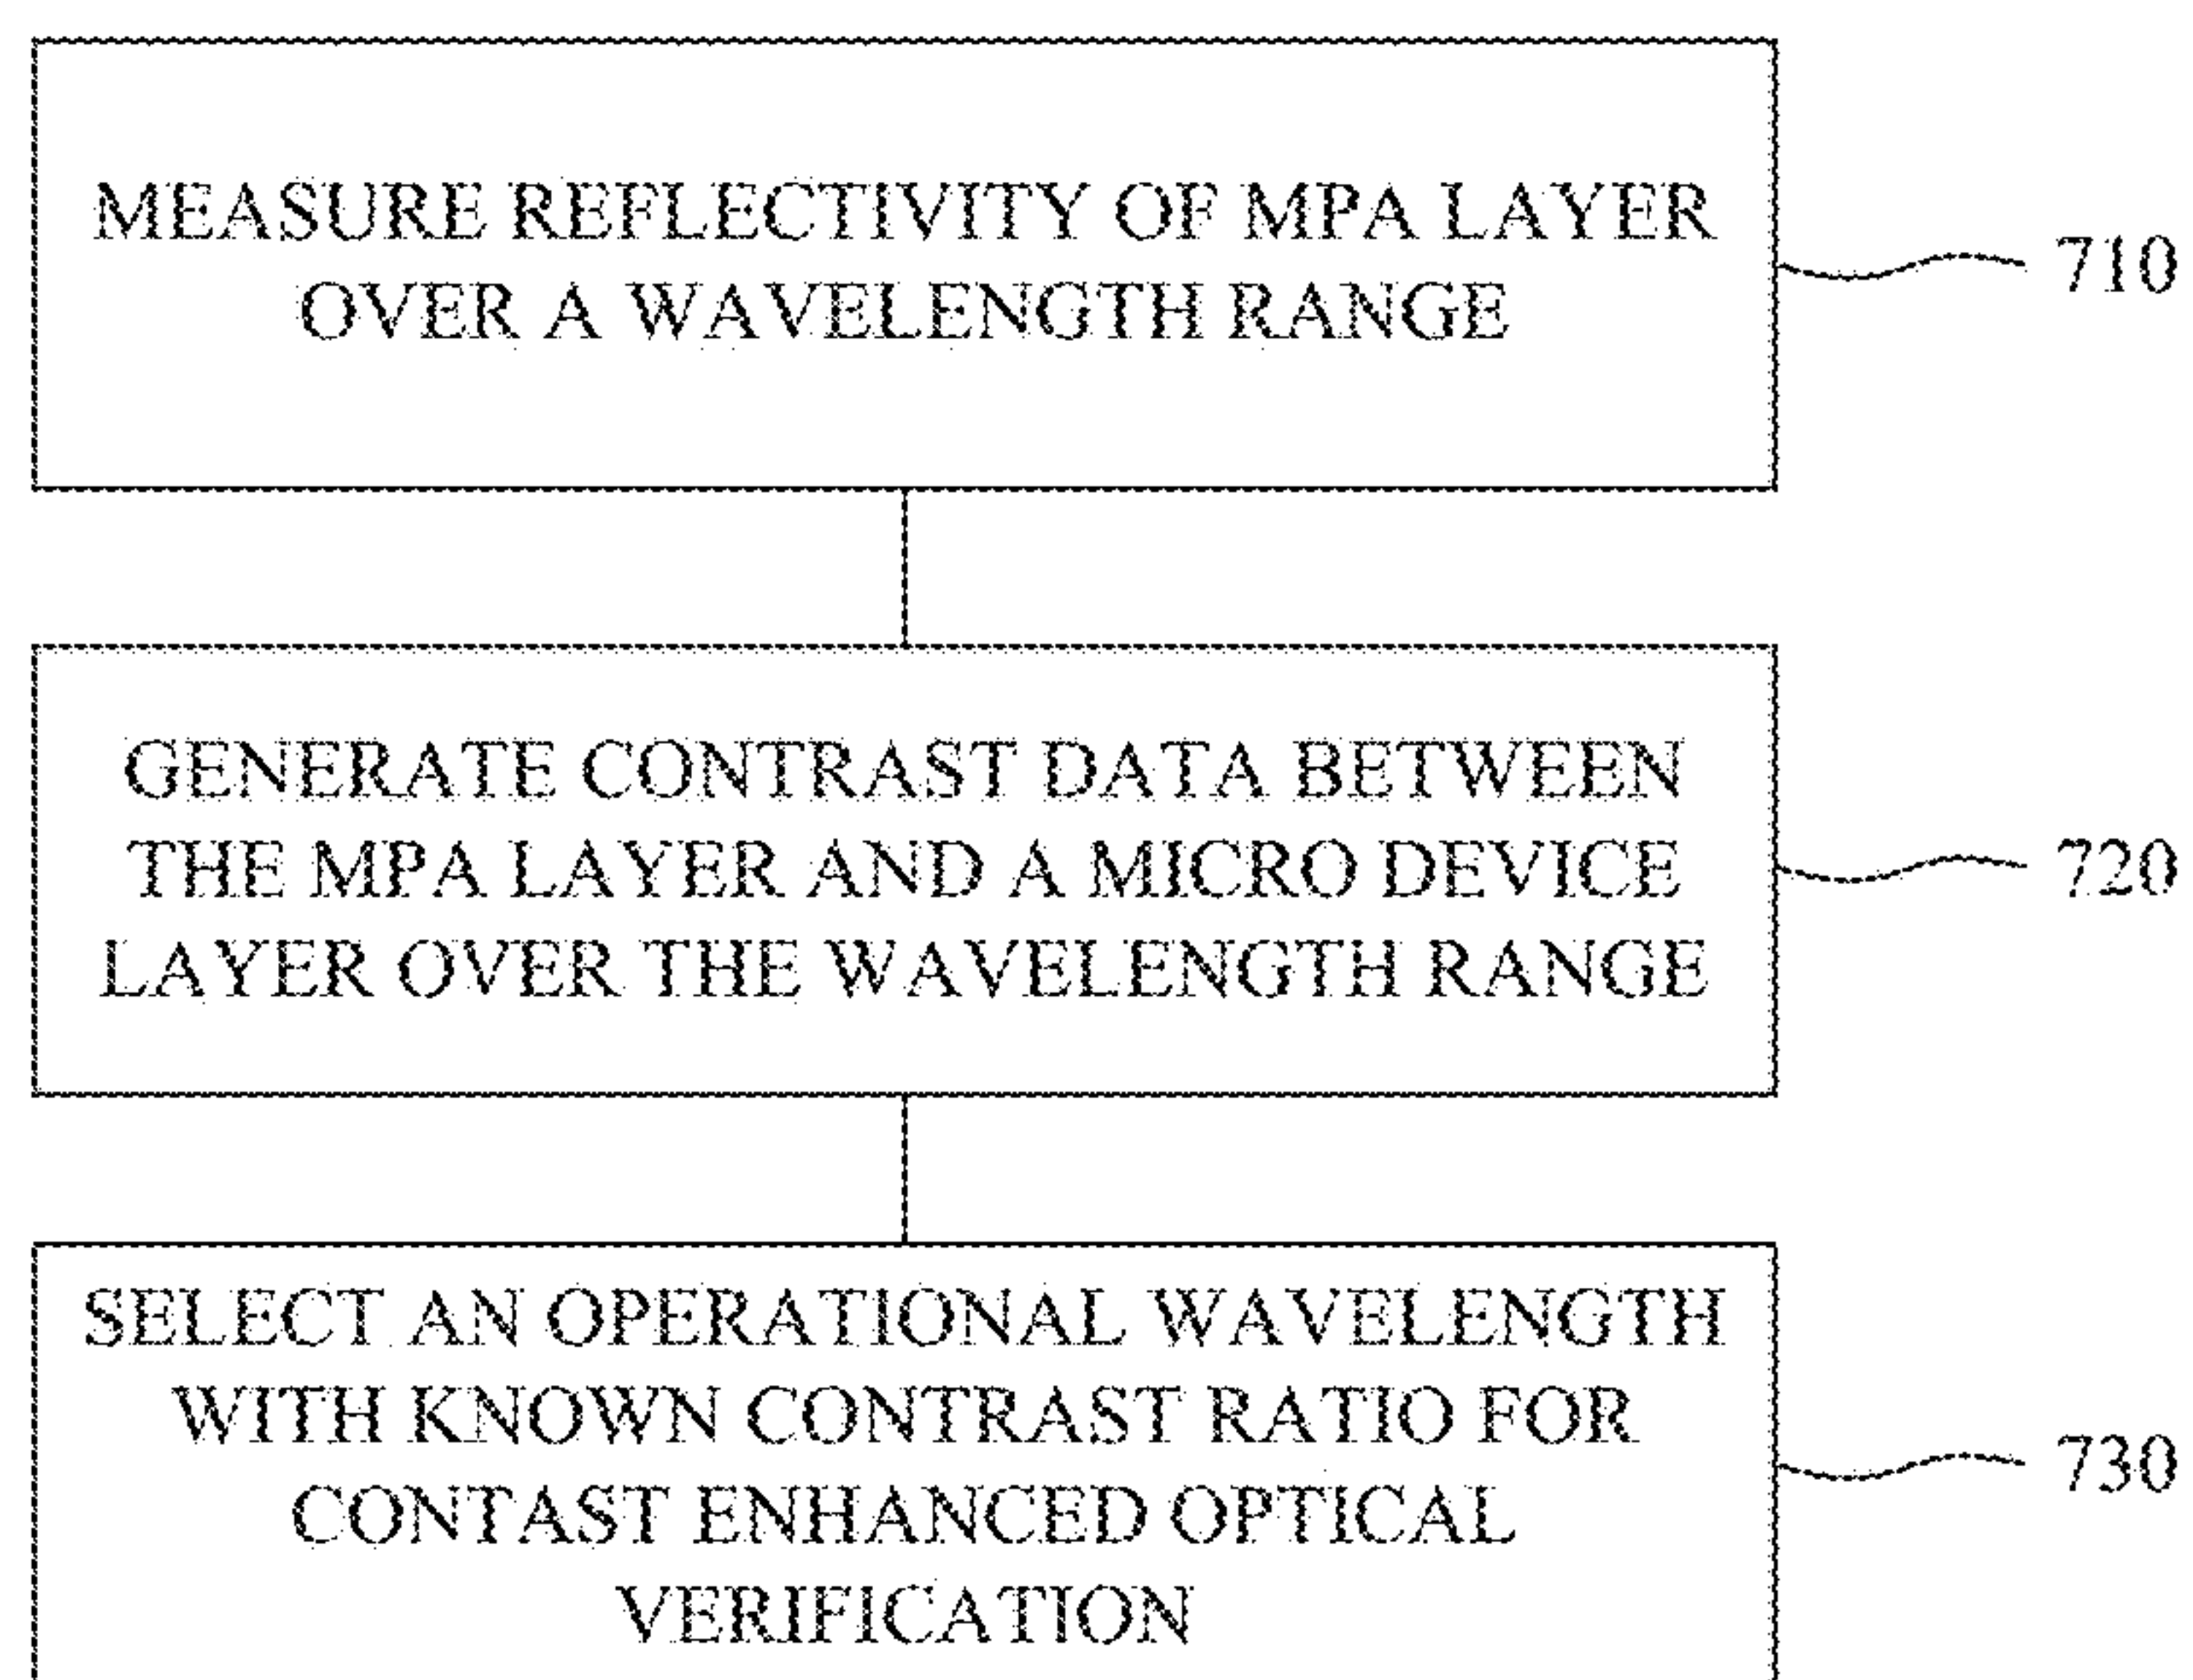 MEASURE REFLECTIVITY OF MPA LAYER
OVER A WAVELENGTH RANGE
710
GENERATE CONTRAST DATA BETWEEN
THE MPA LAYER AND A MICRO DEVICE
LAYER OVER THE WAVELENGTH RANGE
720
SELECT AN OPERATIONAL WAVELENGTH
WITH KNOWN CONTRAST RATIO FOR
CONTAST ENHANCED OPTICAL
VERIFICATION
730